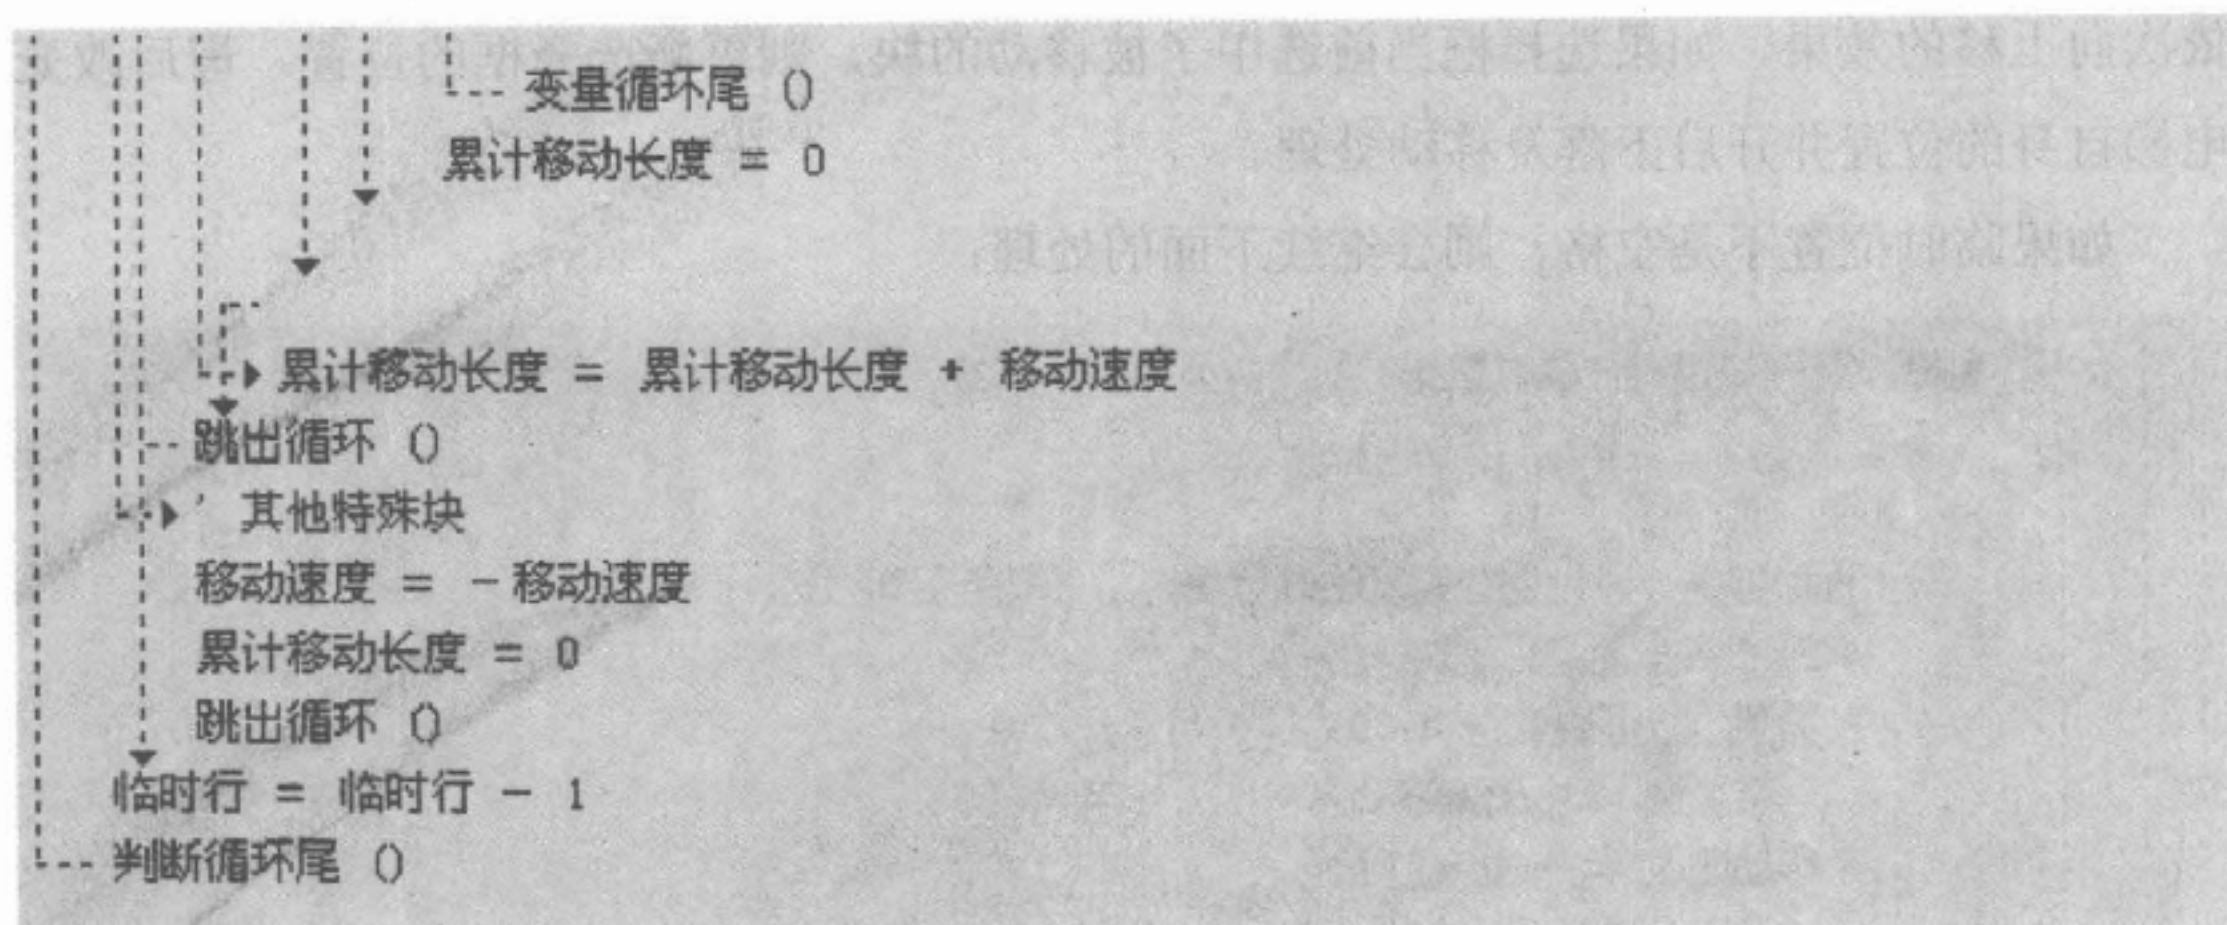 变量循环尾 ()
累计移动长度 = 0
累计移动长度 = 累计移动长度 + 移动速度
跳出循环 ()
' 其他特殊块
移动速度 = -移动速度
累计移动长度 = 0
跳出循环 ()
临时行 = 临时行 - 1
判断循环尾 ()